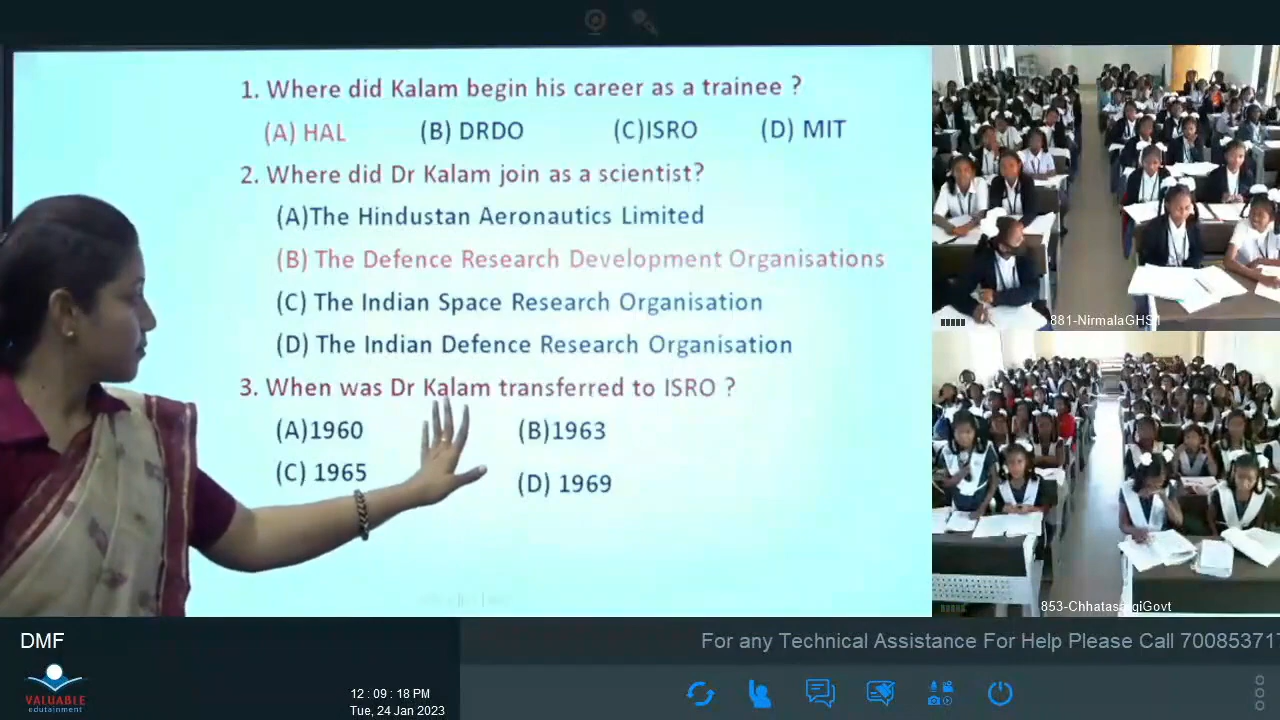 1. Where did Kalam begin his career as a trainee ?
(A) HAL (B) DRDO (C)ISRO (D) MIT
2. Where did Dr Kalam join as a scientist?
(A)The Hindustan Aeronautics Limited
(B) The Defence Research Development Organisations
(C) The Indian Space Research Organisation
(D) The Indian Defence Research Organisation
3. When was Dr Kalam transferred to ISRO ?
(A)1960 (B)1963
(C) 1965 (D) 1969
881-NirmalaGHS
853-
DMF
For any Technical Assistance For Help Please Call 70085371
VALUABLE
edutainment
12 : 09 : 18 PM
Tue, 24 Jan 2023